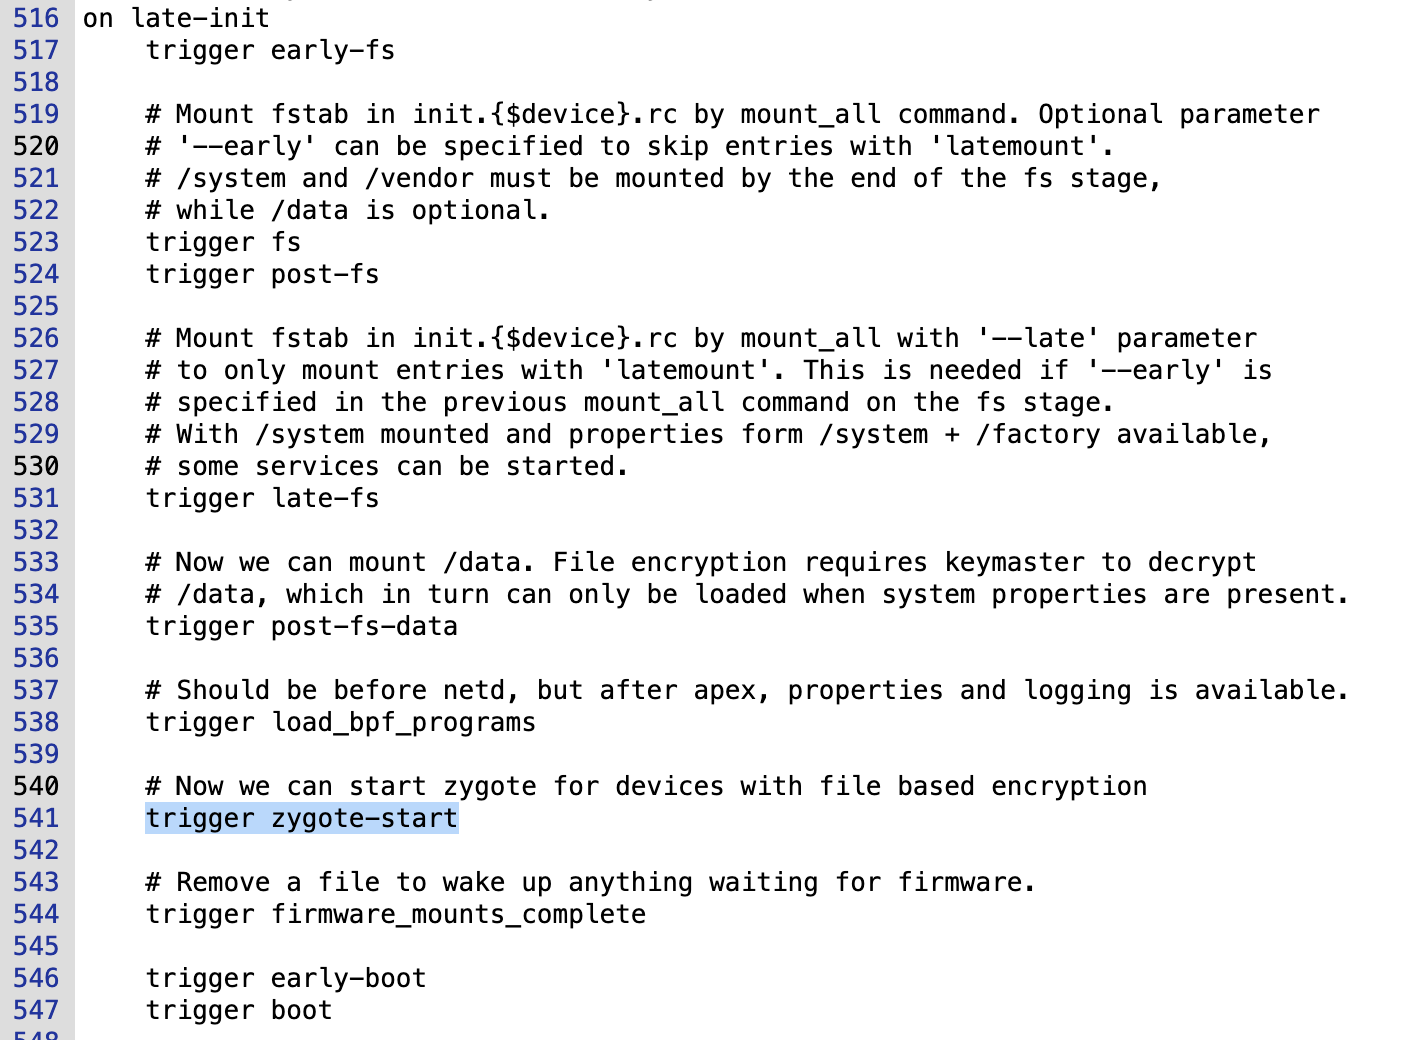 516 on late-init
517     trigger early-fs
518
519     # Mount fstab in init.{$device}.rc by mount_all command. Optional parameter
520     # '--early' can be specified to skip entries with 'latemount'.
521     # /system and /vendor must be mounted by the end of the fs stage,
522     # while /data is optional.
523     trigger fs
524     trigger post-fs
525
526     # Mount fstab in init.{$device}.rc by mount_all with '--late' parameter
527     # to only mount entries with 'latemount'. This is needed if '--early' is
528     # specified in the previous mount_all command on the fs stage.
529     # With /system mounted and properties form /system + /factory available,
530     # some services can be started.
531     trigger late-fs
532
533     # Now we can mount /data. File encryption requires keymaster to decrypt
534     # /data, which in turn can only be loaded when system properties are present.
535     trigger post-fs-data
536
537     # Should be before netd, but after apex, properties and logging is available.
538     trigger load_bpf_programs
539
540     # Now we can start zygote for devices with file based encryption
541     trigger zygote-start
542
543     # Remove a file to wake up anything waiting for firmware.
544     trigger firmware_mounts_complete
545
546     trigger early-boot
547     trigger boot